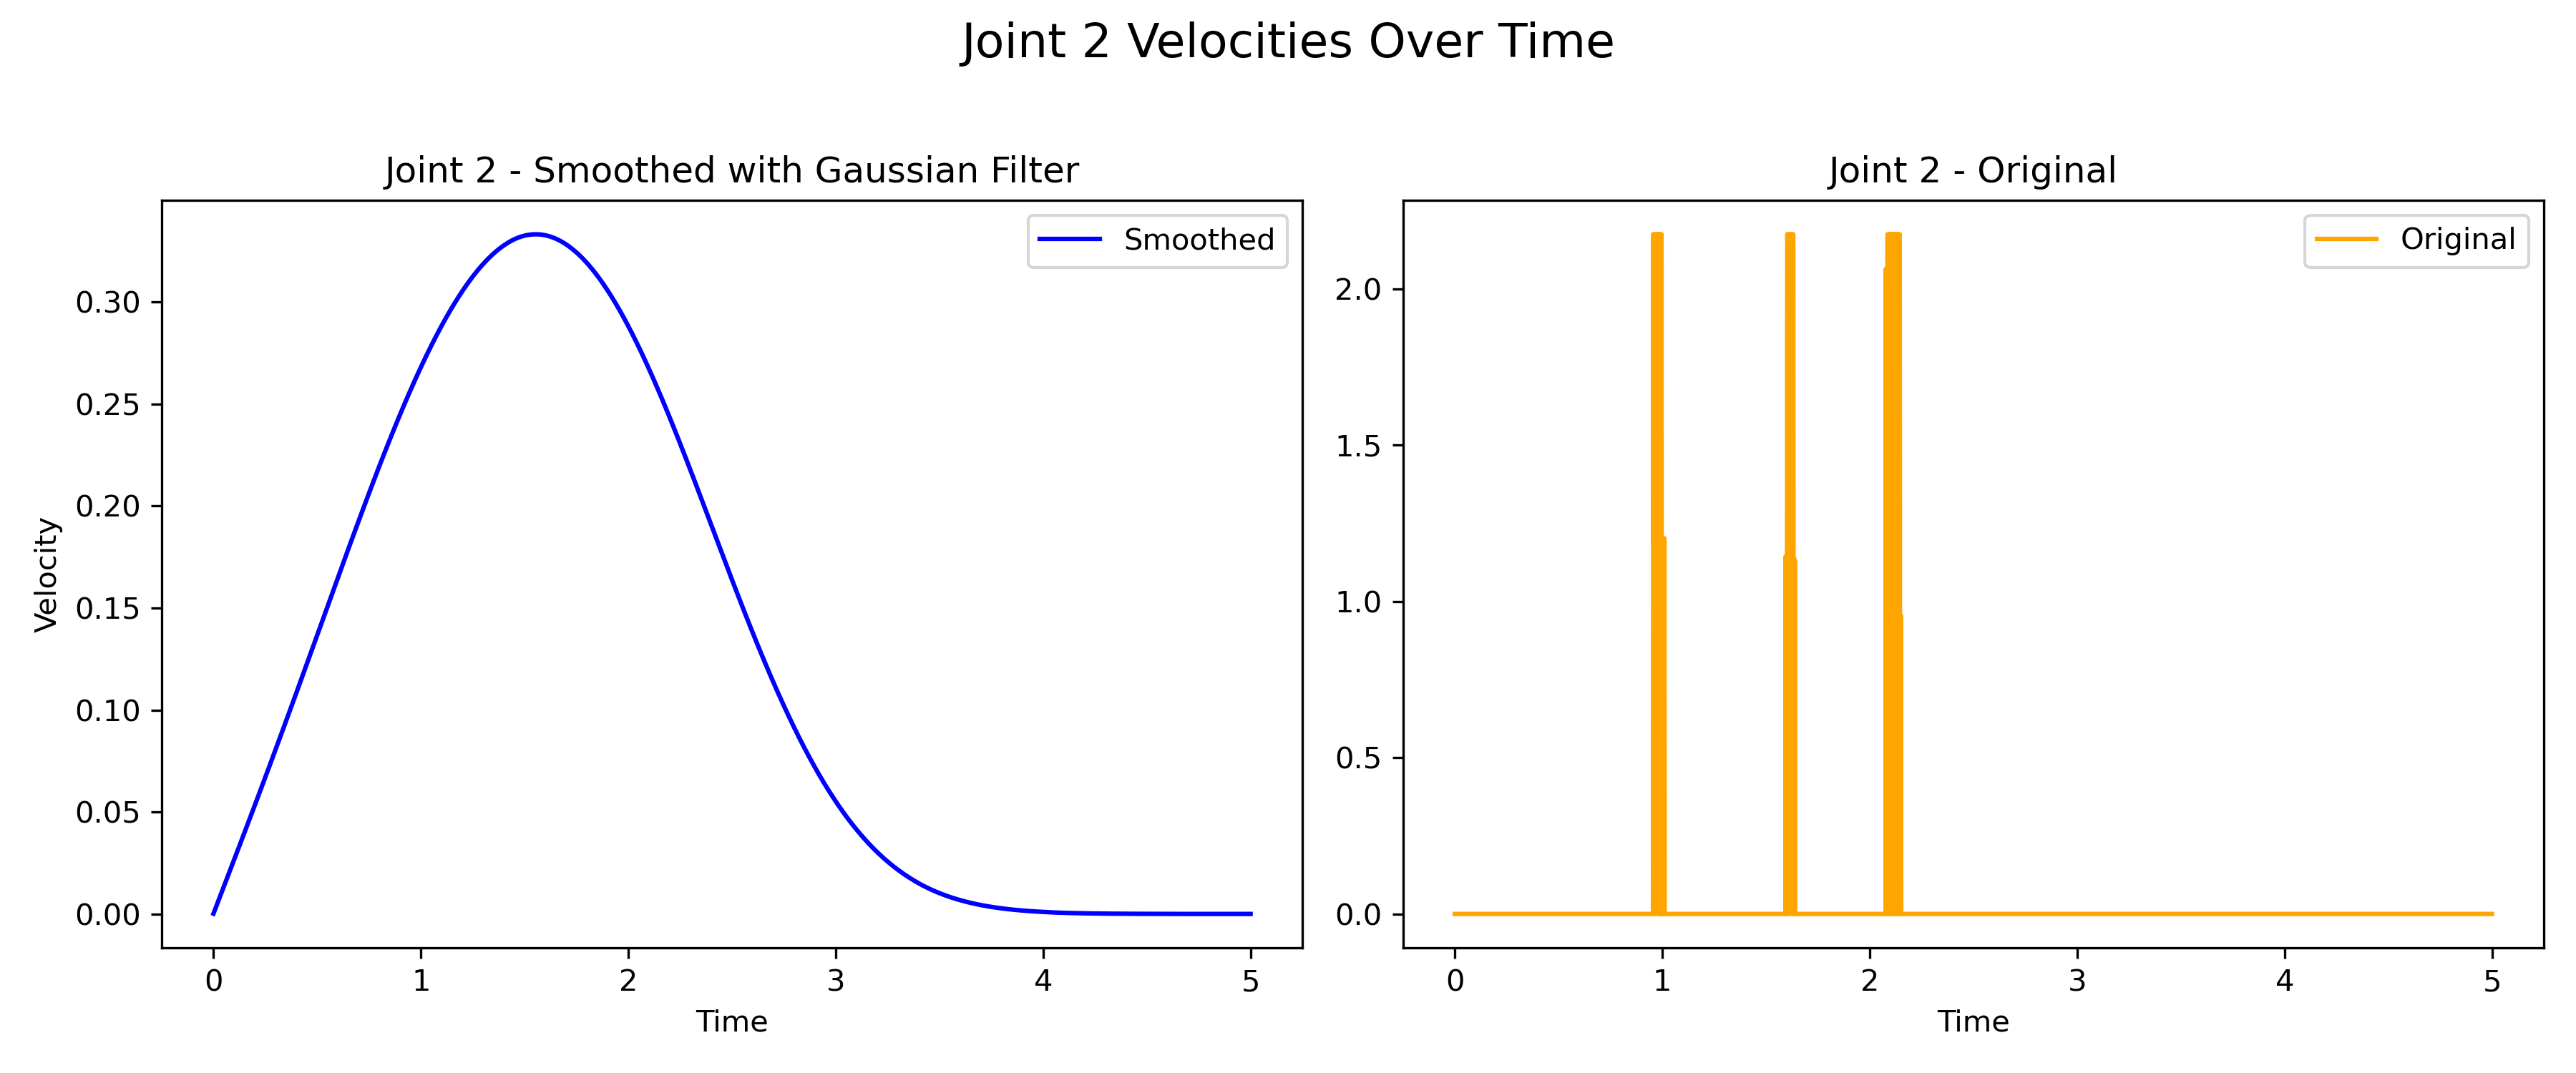 Joint 2 Velocities Over Time
Joint 2 - Smoothed with Gaussian Filter
Smoothed
Velocity
0.30
0.25
0.20
0.15
0.10
0.05
0.00
0 1 2 3 4 5
Time
Joint 2 - Original
Original
2.0
1.5
1.0
0.5
0.0
0 1 2 3 4 5
Time